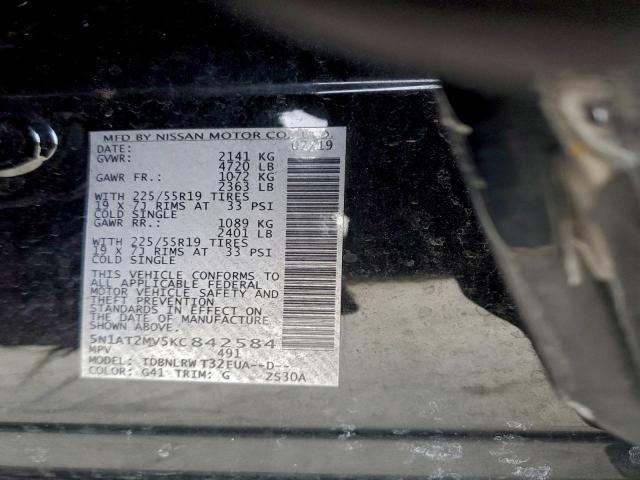 MFD BY NISSAN MOTOR CO., LTD.
DATE: 02/19
GVWR: 2141 KG
4720 LB
GAWR FR.: 1072 KG
2363 LB
WITH 225/55R19 TIRES
19 x 7J RIMS AT 33 PSI
COLD SINGLE
GAWR RR.: 1089 KG
2401 LB
WITH 225/55R19 TIRES
19 x 7J RIMS AT 33 PSI
COLD SINGLE
THIS VEHICLE CONFORMS TO
ALL APPLICABLE FEDERAL
MOTOR VEHICLE SAFETY AND
THEFT PREVENTION
STANDARDS IN EFFECT ON
THE DATE OF MANUFACTURE
SHOWN ABOVE.
5N1AT2MV5KC842584
MPV 491
MODEL: TDBNLRW T32EUA--D--
COLOR: G41 TRIM: G ZS30A